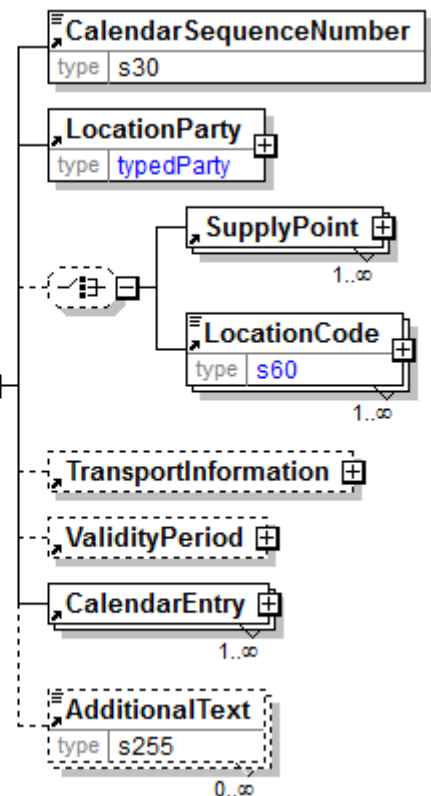 CalendarSequenceNumber
type s30
LocationParty
type typedParty
SupplyPoint
1..∞
LocationCode
type s60
1..∞
TransportInformation
ValidityPeriod
CalendarEntry
1..∞
AdditionalText
type s255
0..∞